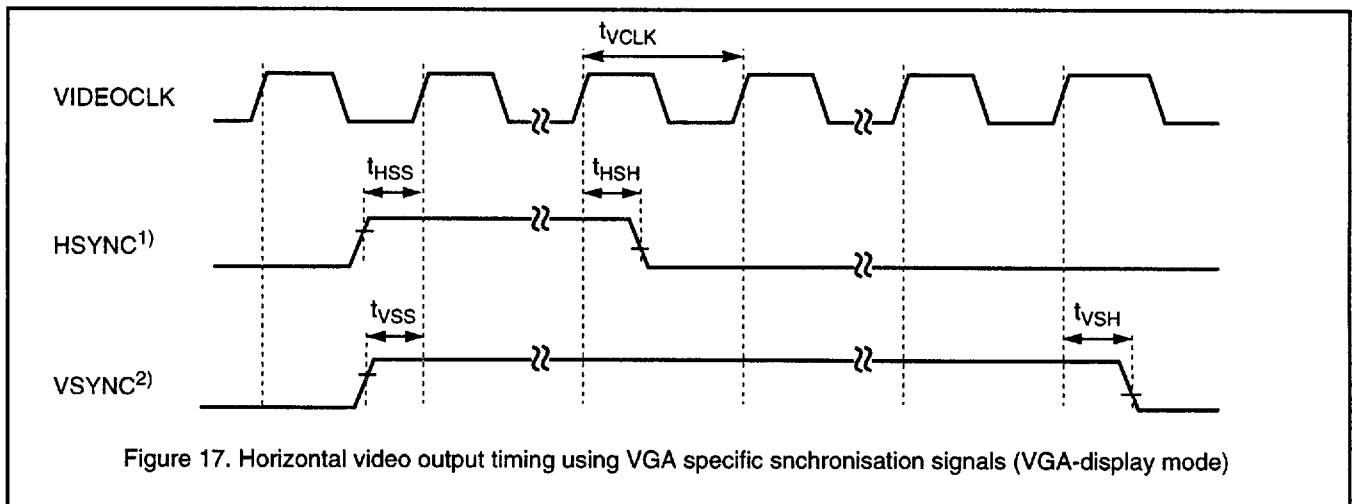 tVCLK
VIDEOCLK
tHSS
tHSH
HSYNC1)
tVSS
tVSH
VSYNC2)
Figure 17. Horizontal video output timing using VGA specific snchronisation signals (VGA-display mode)